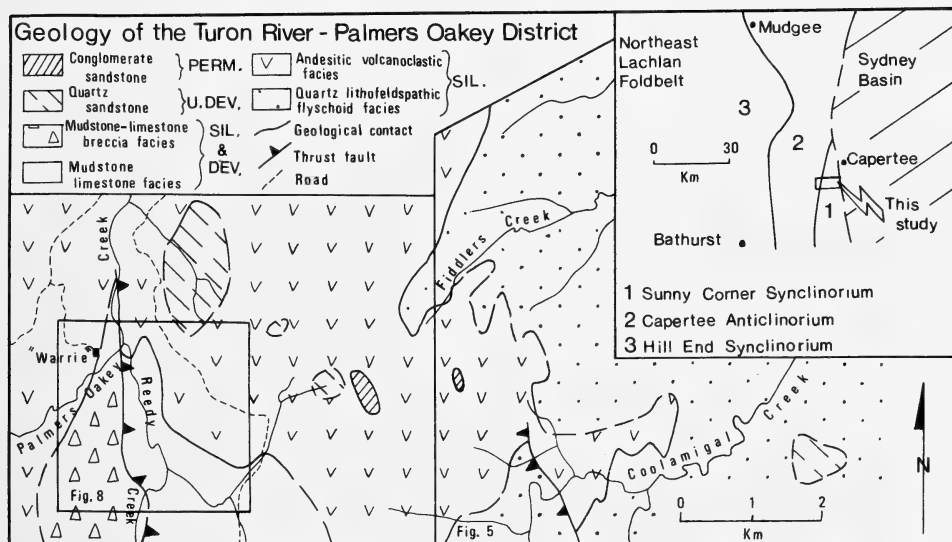 Geology of the Turon River - Palmers Oakey District
Conglomerate
sandstone
PERM.
Quartz
sandstone
U.DEV.
Mudstone-limestone
breccia facies
SIL.
&
DEV.
Mudstone
limestone facies
Andesitic volcanoclastic
facies
SIL.
Quartz lithofeldspathic
flyschoid facies
Geological contact
Thrust fault
Road
Mudgee
Northeast
Lachlan
Foldbelt
Sydney
Basin
3
0 30
Km
2
Capertee
1
This
study
Bathurst
1 Sunny Corner Synclinorium
2 Capertee Anticlinorium
3 Hill End Synclinorium
Creek
Fiddlers Creek
"Warrie"
Palmers Oakey
Reedy
Creek
Fig. 8
Coolamigal Creek
Fig. 5
0 1 2
Km
N